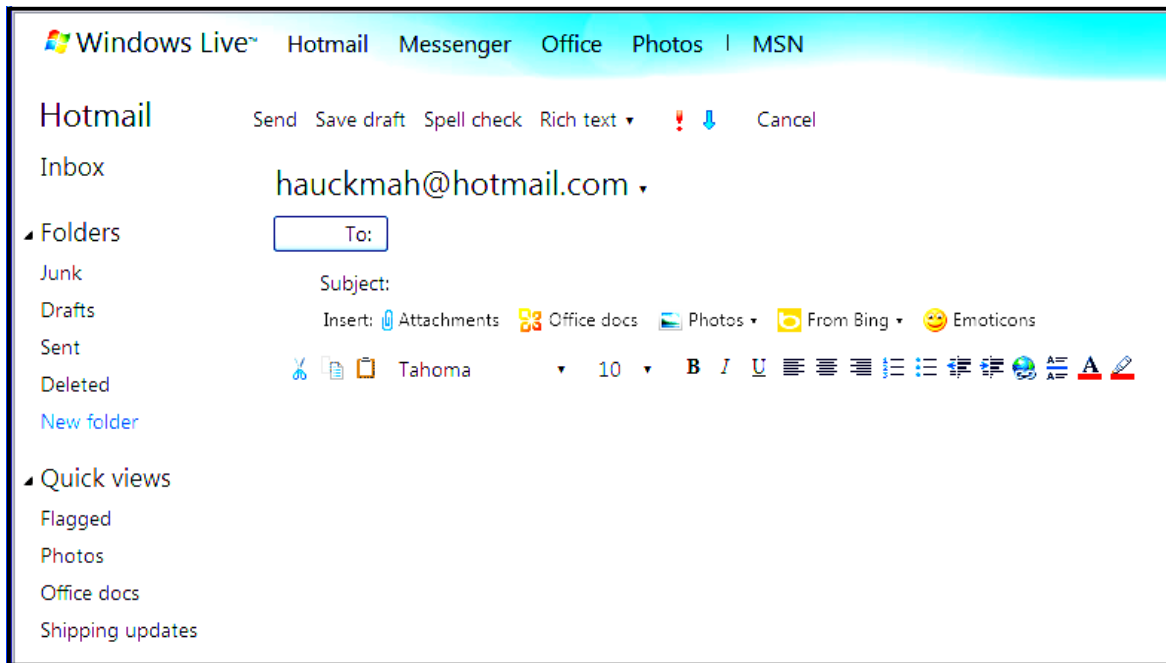 Windows Live™ Hotmail Messenger Office Photos | MSN
Hotmail
Send Save draft Spell check Rich text Cancel
Inbox
hauckmah@hotmail.com
Folders
To:
Junk
Subject:
Drafts
Insert: Attachments Office docs Photos From Bing Emoticons
Sent
Tahoma 10 B I U A
Deleted
New folder
Quick views
Flagged
Photos
Office docs
Shipping updates